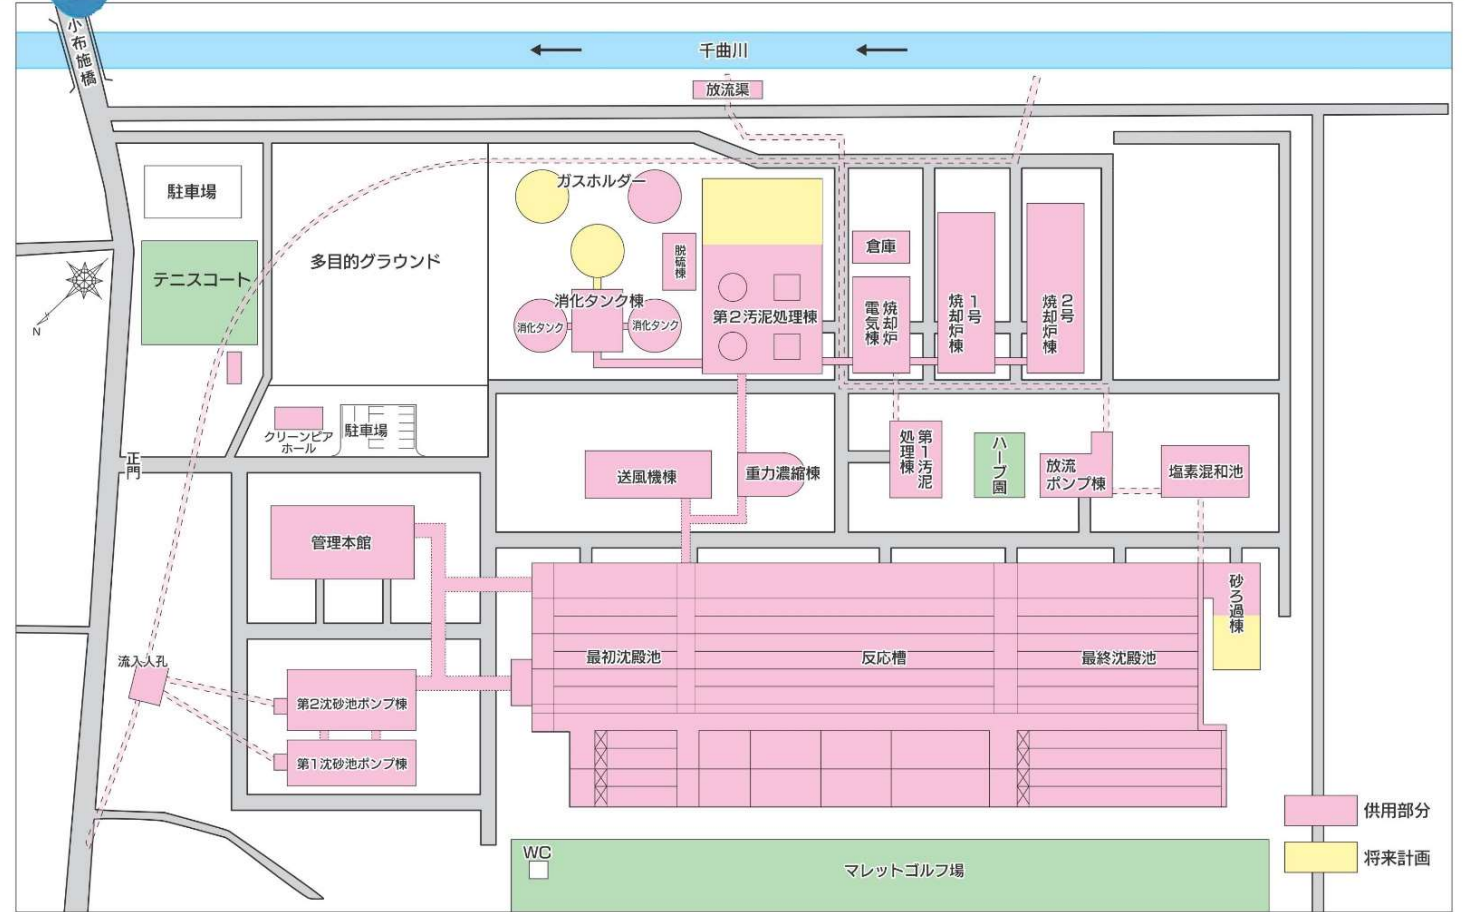 小布施橋
千曲川
放流渠
駐車場
ガスホルダー
脱硫棟
倉庫
テニスコート
多目的グラウンド
消化タンク棟
消化タンク
消化タンク
第2汚泥処理棟
焼却炉
電気棟
1号
焼却炉棟
2号
焼却炉棟
N
クリーンピア
ホール
駐車場
正門
送風機棟
重力濃縮棟
第1汚泥
処理棟
ハーブ園
放流
ポンプ棟
塩素混和池
管理本館
砂ろ過棟
流入人孔
最初沈殿池
反応槽
最終沈殿池
第2沈砂池ポンプ棟
第1沈砂池ポンプ棟
供用部分
将来計画
WC
マレットゴルフ場